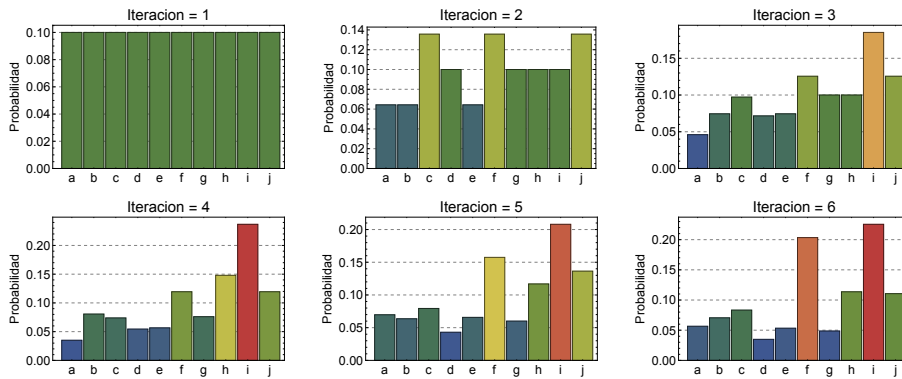 Iteracion = 1
Probabilidad
0.10
0.08
0.06
0.04
0.02
0.00
a b c d e f g h i j
Iteracion = 2
Probabilidad
0.14
0.12
0.10
0.08
0.06
0.04
0.02
0.00
a b c d e f g h i j
Iteracion = 3
Probabilidad
0.15
0.10
0.05
0.00
a b c d e f g h i j
Iteracion = 4
Probabilidad
0.20
0.15
0.10
0.05
0.00
a b c d e f g h i j
Iteracion = 5
Probabilidad
0.20
0.15
0.10
0.05
0.00
a b c d e f g h i j
Iteracion = 6
Probabilidad
0.20
0.15
0.10
0.05
0.00
a b c d e f g h i j